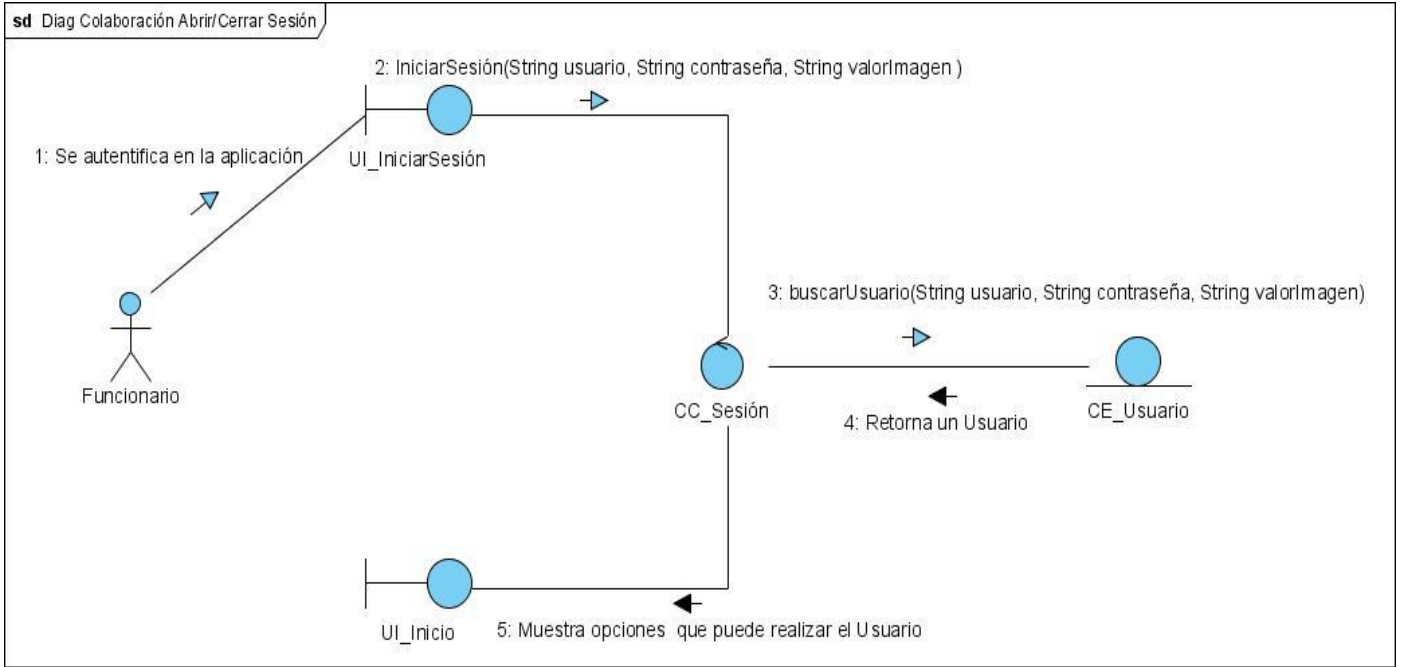 sd Diag Colaboración Abrir/Cerrar Sesión
2: IniciarSesión(String usuario, String contraseña, String valorImagen )
1: Se autentifica en la aplicación
UI_IniciarSesión
3: buscarUsuario(String usuario, String contraseña, String valorImagen)
Funcionario
CC_Sesión
CE_Usuario
4: Retorna un Usuario
UI_Inicio
5: Muestra opciones que puede realizar el Usuario